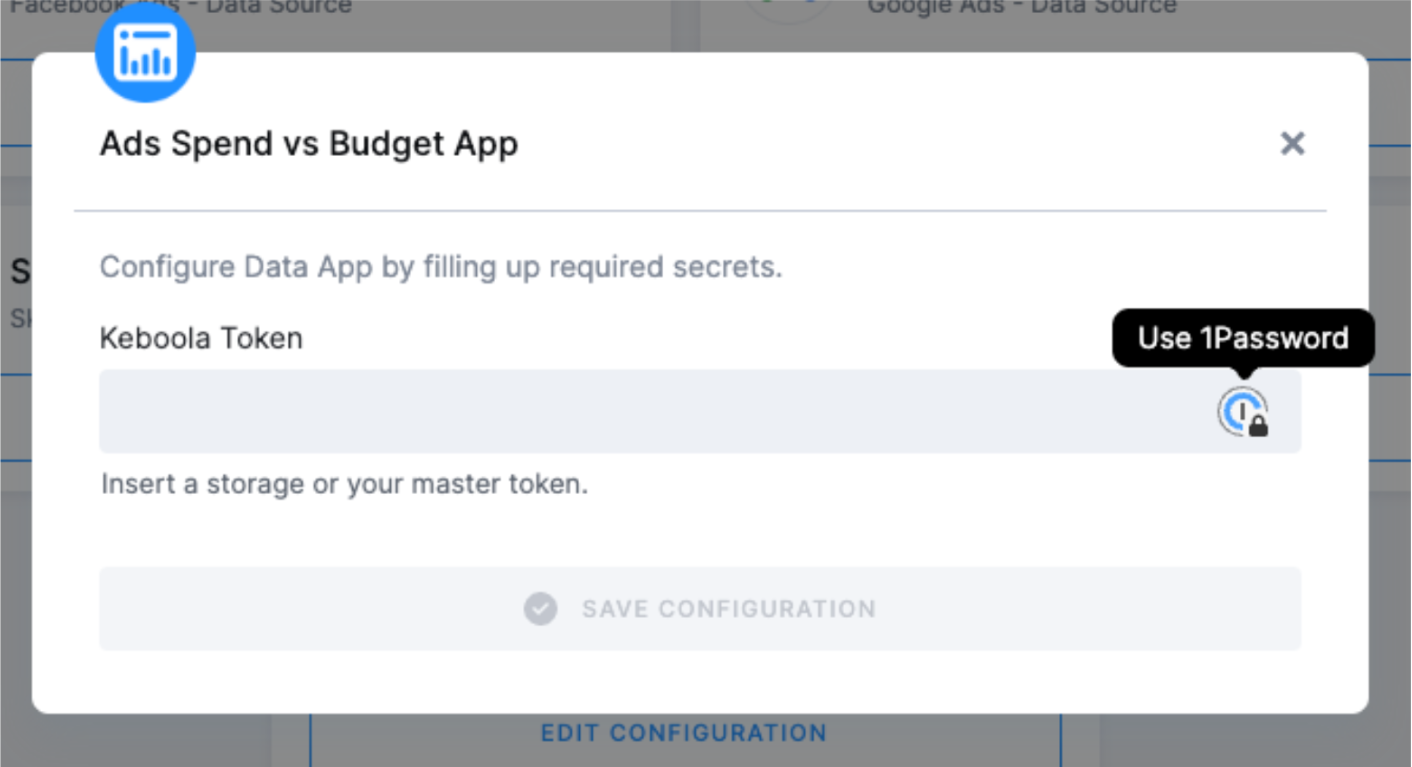 Facebook Ads - Data Source
Google Ads - Data Source
Ads Spend vs Budget App
Configure Data App by filling up required secrets.
Keboola Token
Use 1Password
Insert a storage or your master token.
SAVE CONFIGURATION
EDIT CONFIGURATION